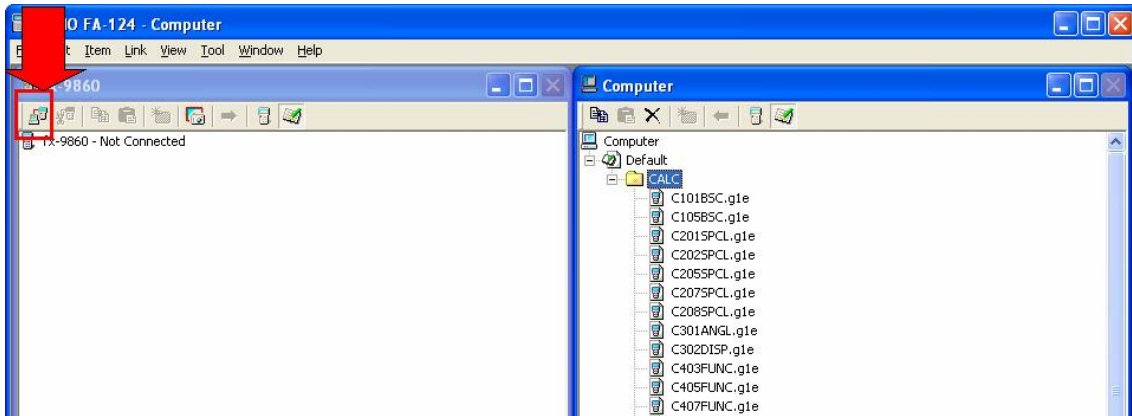 O FA-124 - Computer
Item Link View Tool Window Help
-9860
fx-9860 - Not Connected
Computer
Computer
Default
CALC
C101BSC.g1e
C105BSC.g1e
C201SPCL.g1e
C202SPCL.g1e
C205SPCL.g1e
C207SPCL.g1e
C208SPCL.g1e
C301ANGL.g1e
C302DISP.g1e
C403FUNC.g1e
C405FUNC.g1e
C407FUNC.g1e